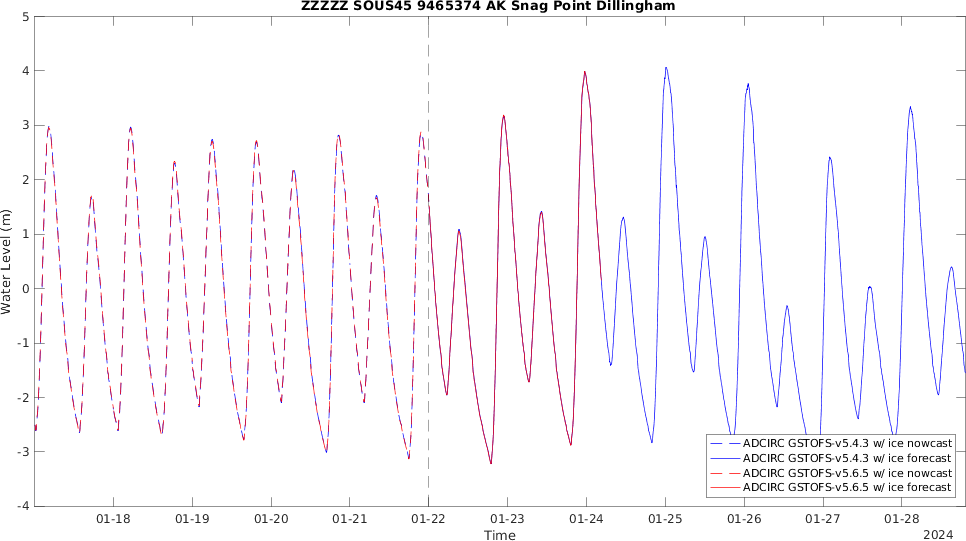 ZZZZZ SOUS45 9465374 AK Snag Point Dillingham
5
4
3
2
1
0
-1
-2
-3
-4
Water Level (m)
ADCIRC GSTOFS-v5.4.3 w/ ice nowcast
ADCIRC GSTOFS-v5.4.3 w/ ice forecast
ADCIRC GSTOFS-v5.6.5 w/ ice nowcast
ADCIRC GSTOFS-v5.6.5 w/ ice forecast
01-18 01-19 01-20 01-21 01-22 01-23 01-24 01-25 01-26 01-27 01-28
Time
2024